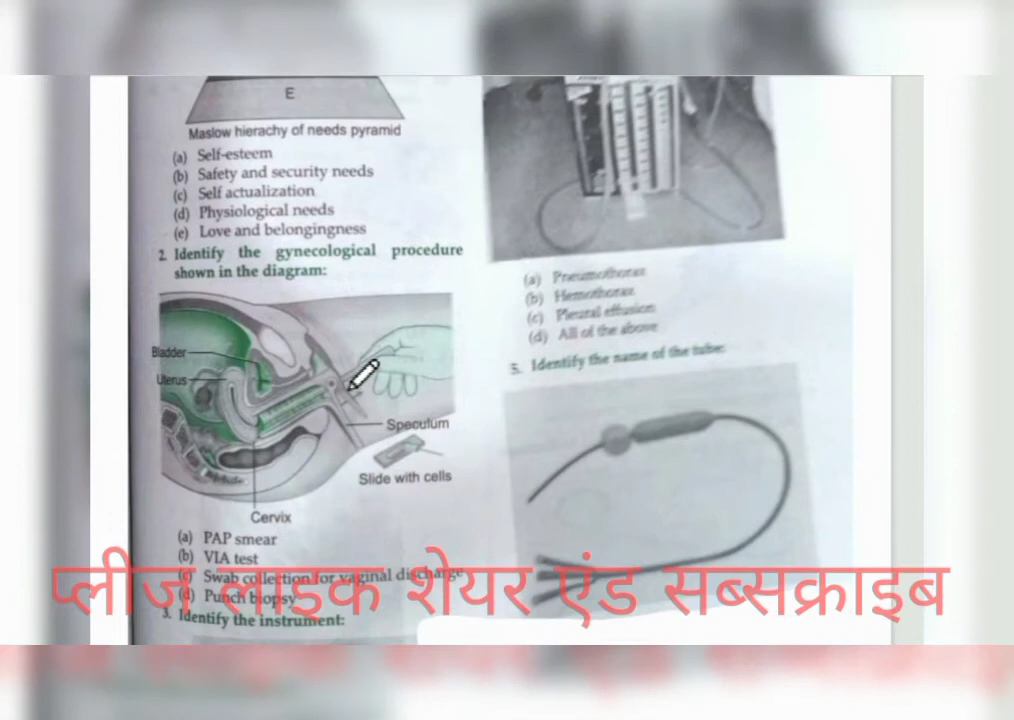 E
Maslow hierachy of needs pyramid
(a) Self-esteem
(b) Safety and security needs
(c) Self actualization
(d) Physiological needs
(e) Love and belongingness
2. Identify the gynecological procedure
shown in the diagram:
Bladder
Uterus
Speculum
Slide with cells
Cervix
(a) PAP smear
(b) VIA test
(c) Swab collection for vaginal discharge
(d) Punch biopsy
3. Identify the instrument:
(a) Pneumothorax
(b) Hemothorax
(c) Pleural effusion
(d) All of the above
5. Identify the name of the tube:
प्लीज लाइक शेयर एंड सब्सक्राइब